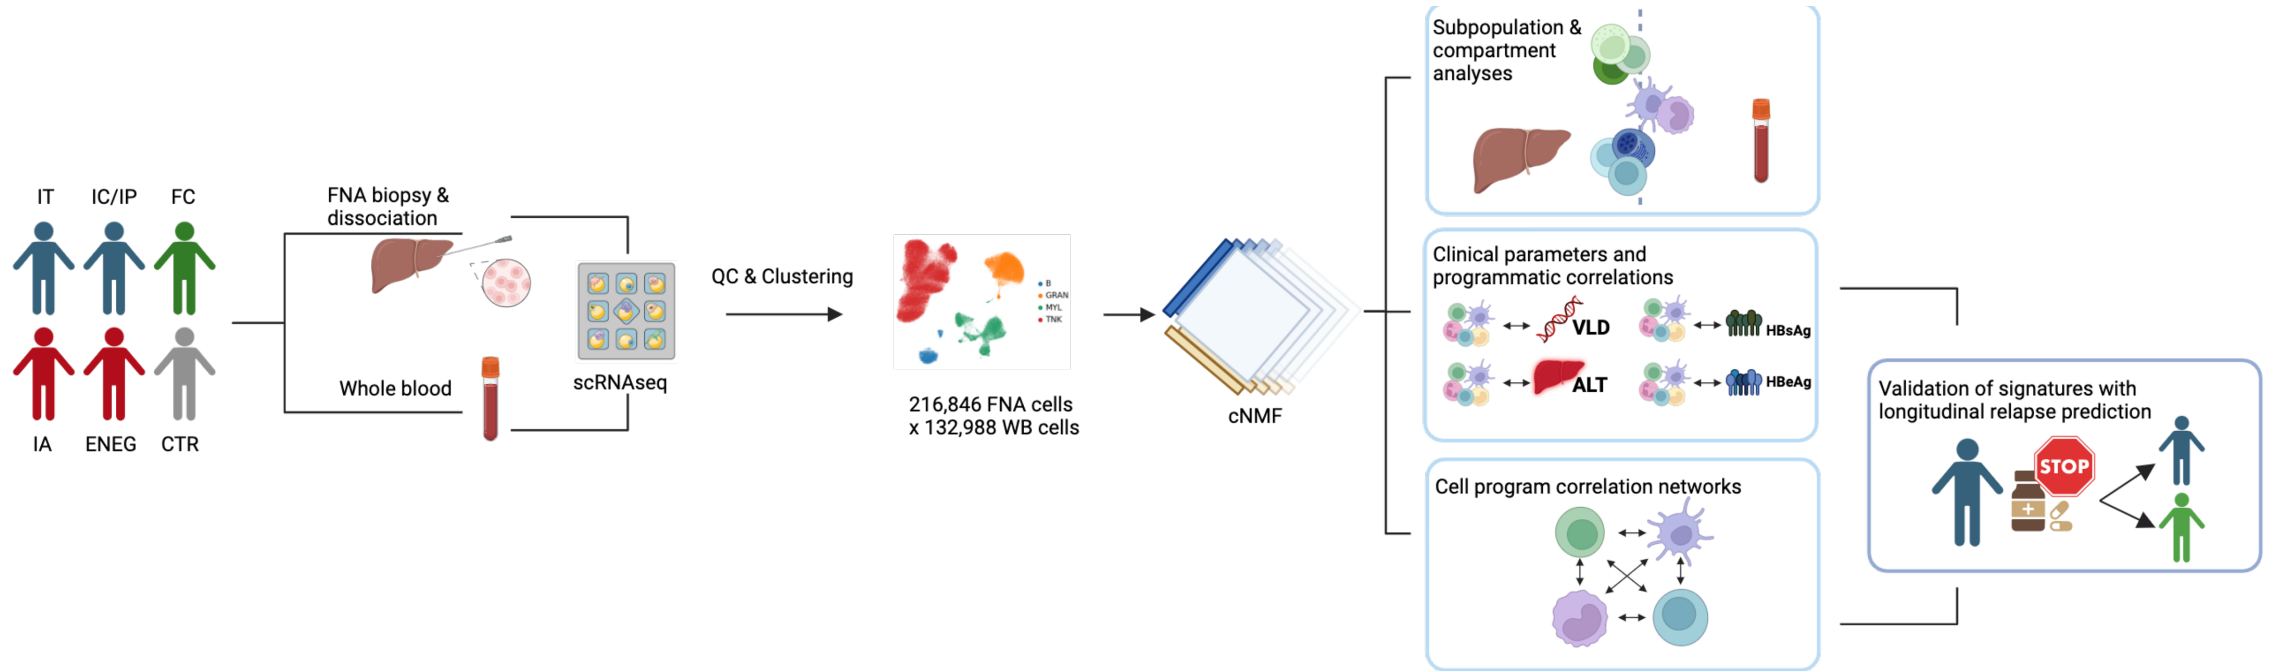 IT IC/IP FC
IA ENEG CTR
FNA biopsy &
dissociation
Whole blood
scRNAseq
QC & Clustering
B
GRAN
MYL
TNK
216,846 FNA cells
x 132,988 WB cells
cNMF
Subpopulation &
compartment
analyses
Clinical parameters and
programmatic correlations
VLD
HBsAg
ALT
HBeAg
Cell program correlation networks
Validation of signatures with
longitudinal relapse prediction
STOP